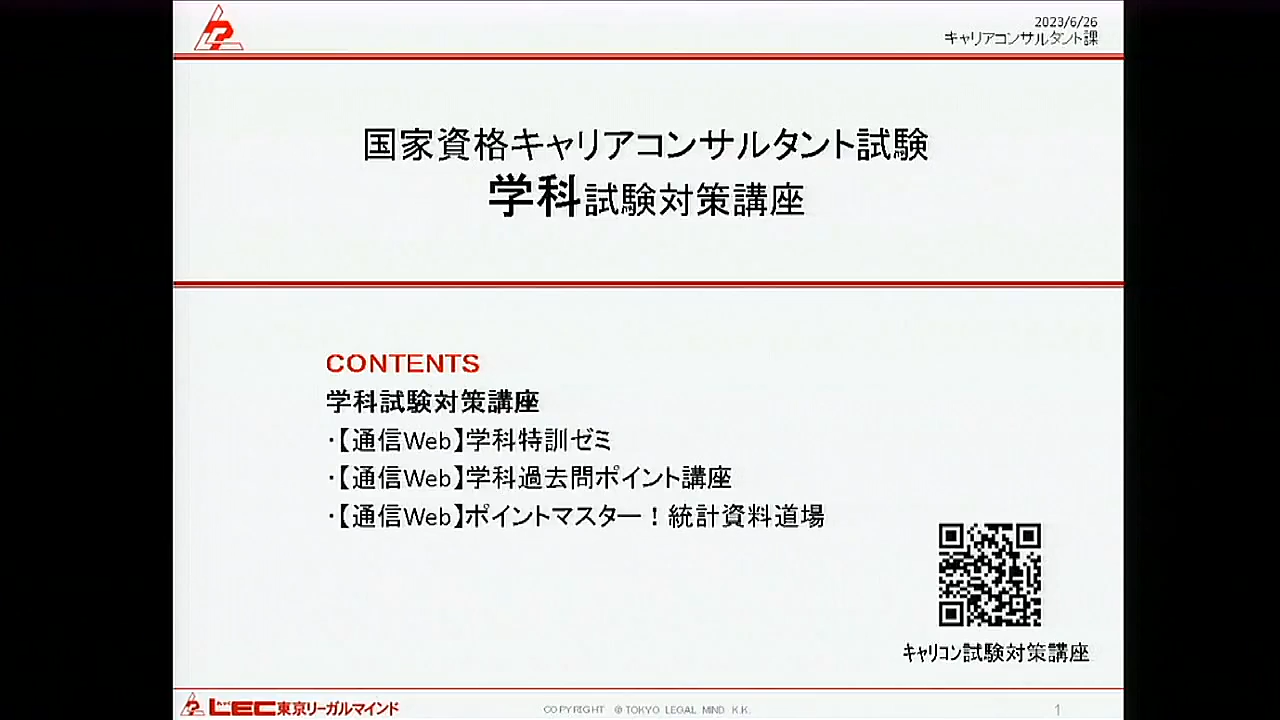 2023/6/26
キャリアコンサルタント課
国家資格キャリアコンサルタント試験
学科試験対策講座
CONTENTS
学科試験対策講座
・【通信Web】学科特訓ゼミ
・【通信Web】学科過去問ポイント講座
・【通信Web】ポイントマスター！統計資料道場
キャリコン試験対策講座
LEC東京リーガルマインド
COPYRIGHT © TOKYO LEGAL MIND K.K.
1